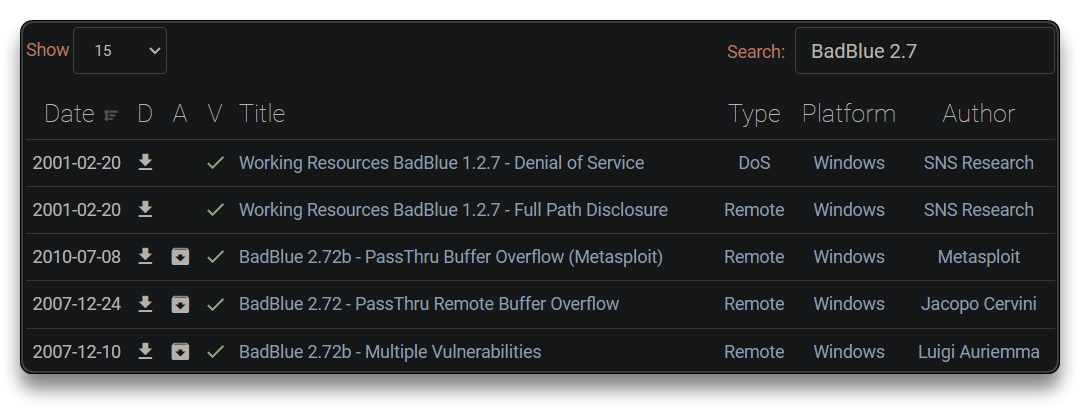 Show 15 Search: BadBlue 2.7
Date D A V Title Type Platform Author
2001-02-20 Working Resources BadBlue 1.2.7 - Denial of Service DoS Windows SNS Research
2001-02-20 Working Resources BadBlue 1.2.7 - Full Path Disclosure Remote Windows SNS Research
2010-07-08 BadBlue 2.72b - PassThru Buffer Overflow (Metasploit) Remote Windows Metasploit
2007-12-24 BadBlue 2.72 - PassThru Remote Buffer Overflow Remote Windows Jacopo Cervini
2007-12-10 BadBlue 2.72b - Multiple Vulnerabilities Remote Windows Luigi Auriemma